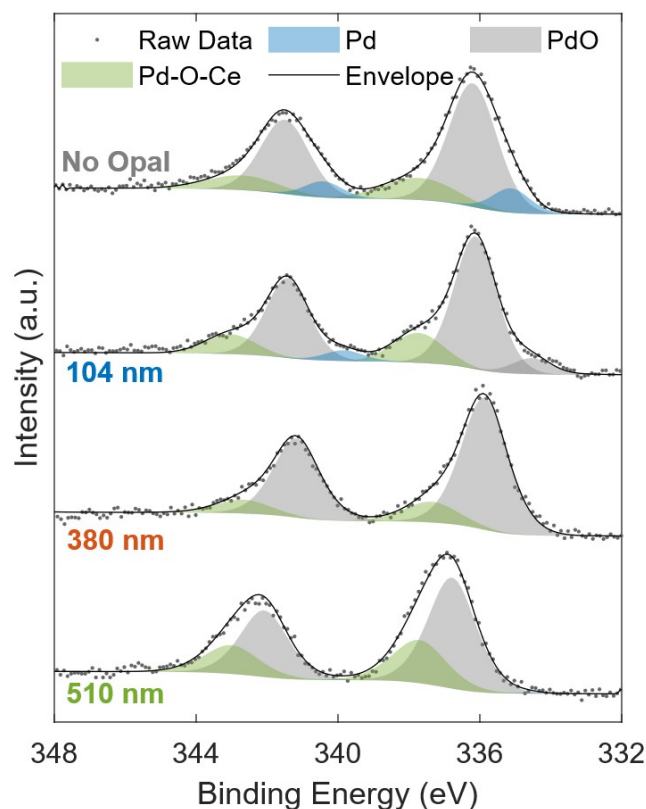 Raw Data Pd PdO
Pd-O-Ce Envelope
No Opal
104 nm
380 nm
510 nm
Intensity (a.u.)
348 344 340 336 332
Binding Energy (eV)